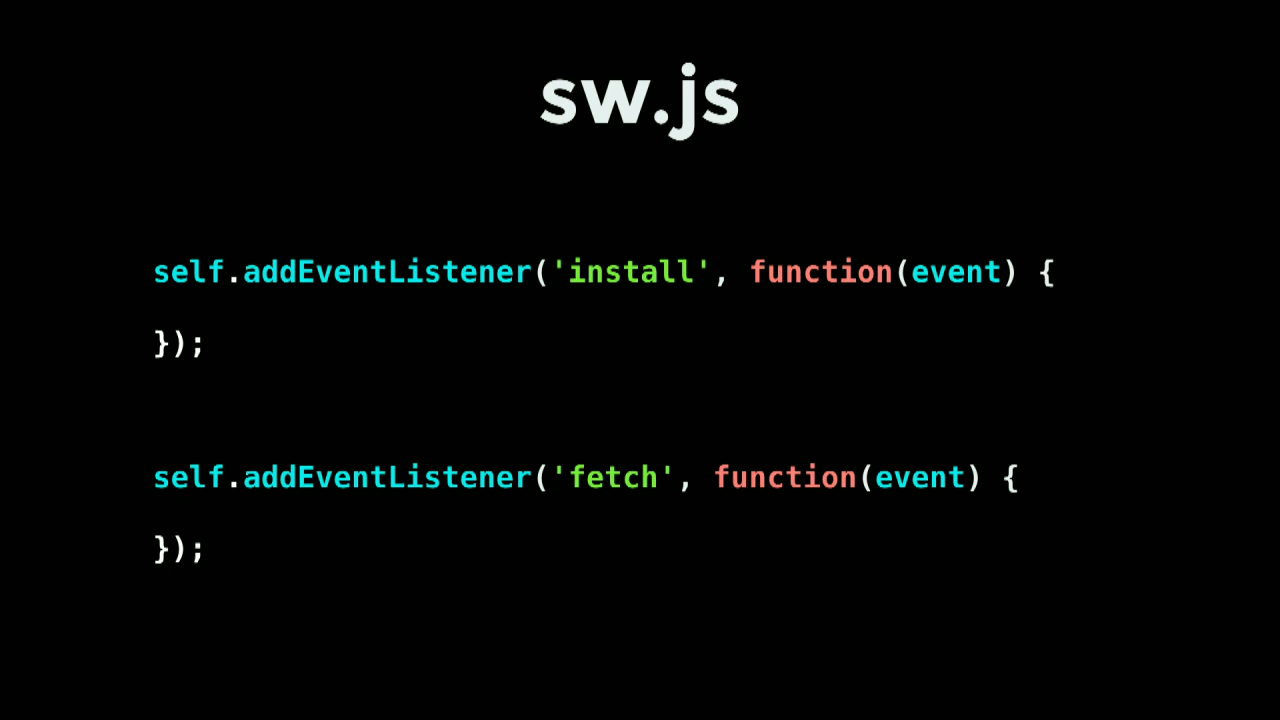 sw.js
self.addEventListener('install', function(event) {
});
self.addEventListener('fetch', function(event) {
});